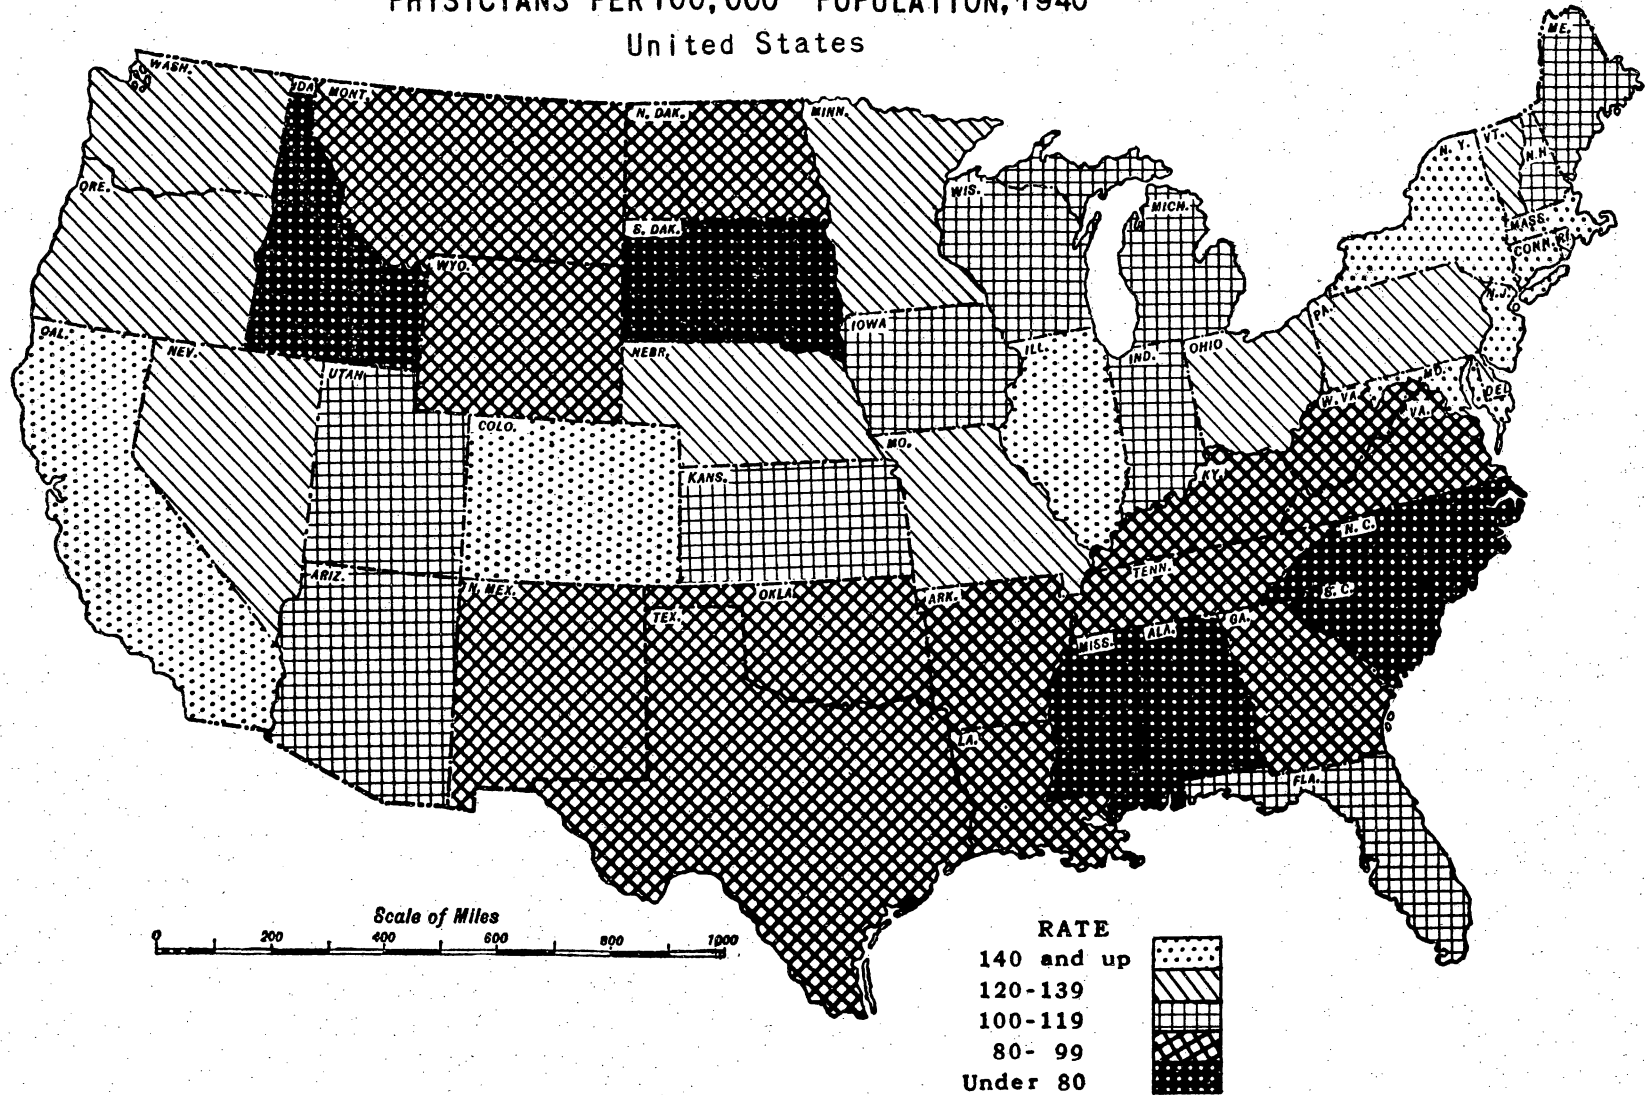 PHYSICIANS PER 100,000 POPULATION, 1940
United States
WASH.
IDA
MONT.
N. DAK.
MINN.
ME.
ORE.
S. DAK.
WIS.
MICH.
N. Y.
VT.
N.H.
MASS.
CONN.
R.I.
WYO.
CAL.
NEV.
UTAH
NEBR.
IOWA
ILL.
IND.
OHIO
PA.
N.J.
MD.
DEL
W. VA.
VA.
COLO.
KANS.
MO.
KY.
N. C.
TENN.
S. C.
ARIZ.
N. MEX.
TEX.
OKLA.
ARK.
MISS.
ALA.
GA.
LA.
FLA.
Scale of Miles
0 200 400 600 800 1000
RATE
140 and up
120-139
100-119
80- 99
Under 80